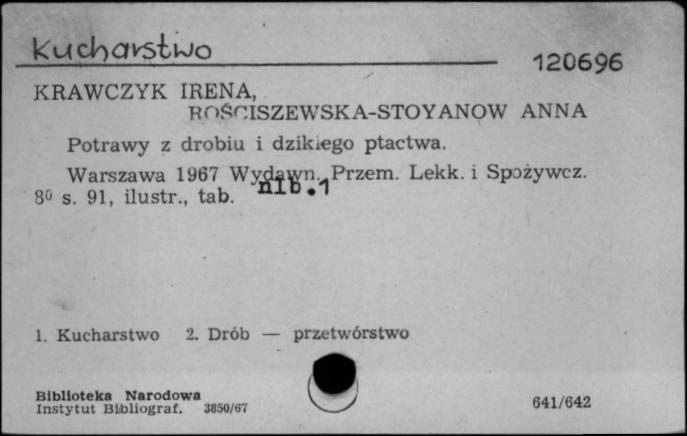 Kucharstwo
120696
KRAWCZYK IRENA,
ROŚCISZEWSKA-STOYANOW ANNA
Potrawy z drobiu i dzikiego ptactwa.
Warszawa 1967 Wydawn. Przem. Lekk. i Spożywcz.
8⁰ s. 91, ilustr., tab. nlb.1
1. Kucharstwo 2. Drób — przetwórstwo
Biblioteka Narodowa
Instytut Bibliograf. 3850/67
641/642